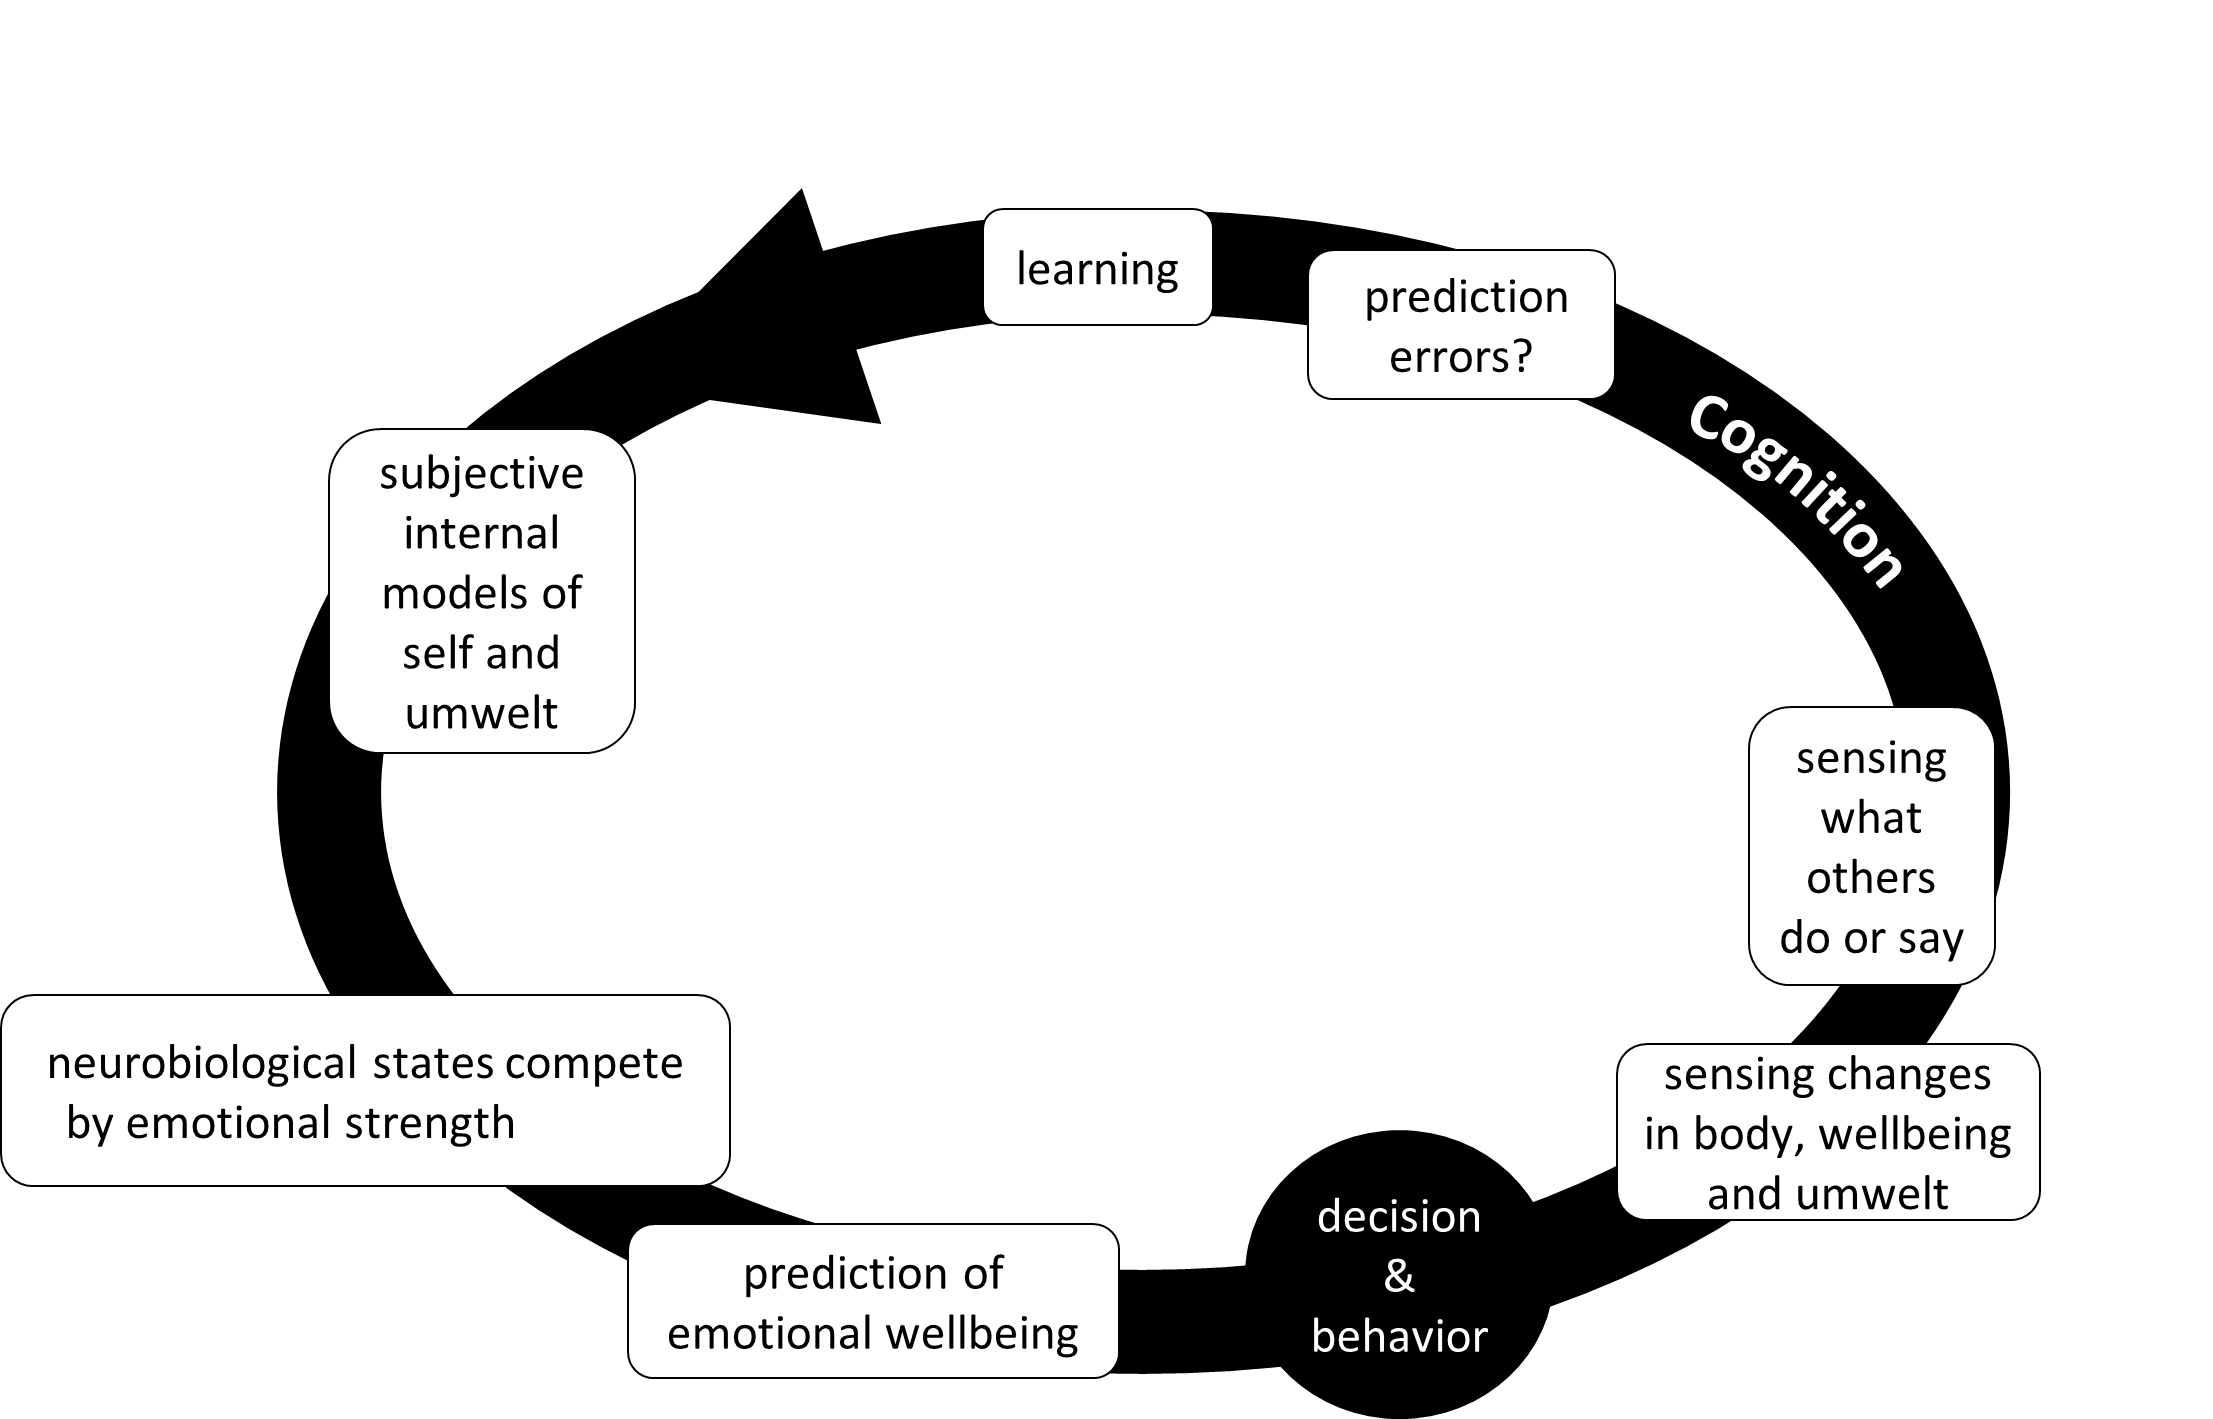 learning
prediction
errors?
Cognition
subjective
internal
models of
self and
umwelt
sensing
what
others
do or say
neurobiological states compete
by emotional strength
sensing changes
in body, wellbeing
and umwelt
decision
&
behavior
prediction of
emotional wellbeing